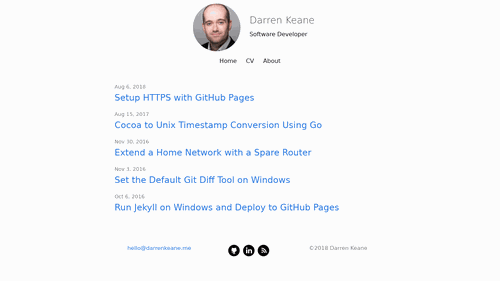 Darren Keane
Software Developer
Home CV About
Aug 6, 2018
Setup HTTPS with GitHub Pages
Aug 15, 2017
Cocoa to Unix Timestamp Conversion Using Go
Nov 30, 2016
Extend a Home Network with a Spare Router
Nov 3, 2016
Set the Default Git Diff Tool on Windows
Oct 6, 2016
Run Jekyll on Windows and Deploy to GitHub Pages
hello@darrenkeane.me
© 2018 Darren Keane